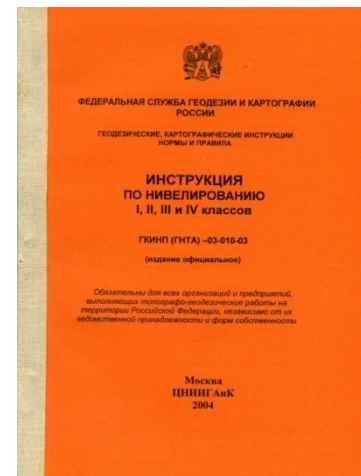 ФЕДЕРАЛЬНАЯ СЛУЖБА ГЕОДЕЗИИ И КАРТОГРАФИИ
РОССИИ
ГЕОДЕЗИЧЕСКИЕ, КАРТОГРАФИЧЕСКИЕ ИНСТРУКЦИИ
НОРМЫ И ПРАВИЛА
ИНСТРУКЦИЯ
ПО НИВЕЛИРОВАНИЮ
I, II, III и IV классов
ГКИНП (ГНТА) –03-010-03
(издание официальное)
Обязательны для всех организаций и предприятий,
выполняющих топографо-геодезические работы на
территории Российской Федерации, независимо от их
ведомственной принадлежности и форм собственности
Москва
ЦНИИГАиК
2004